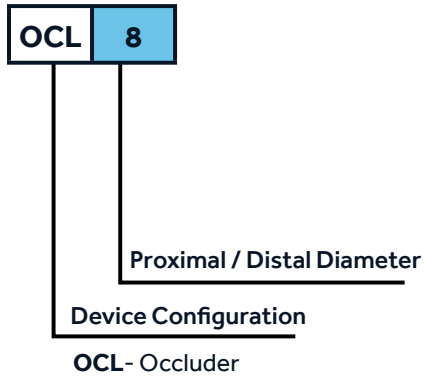 OCL 8
Proximal / Distal Diameter
Device Configuration
OCL- Occluder